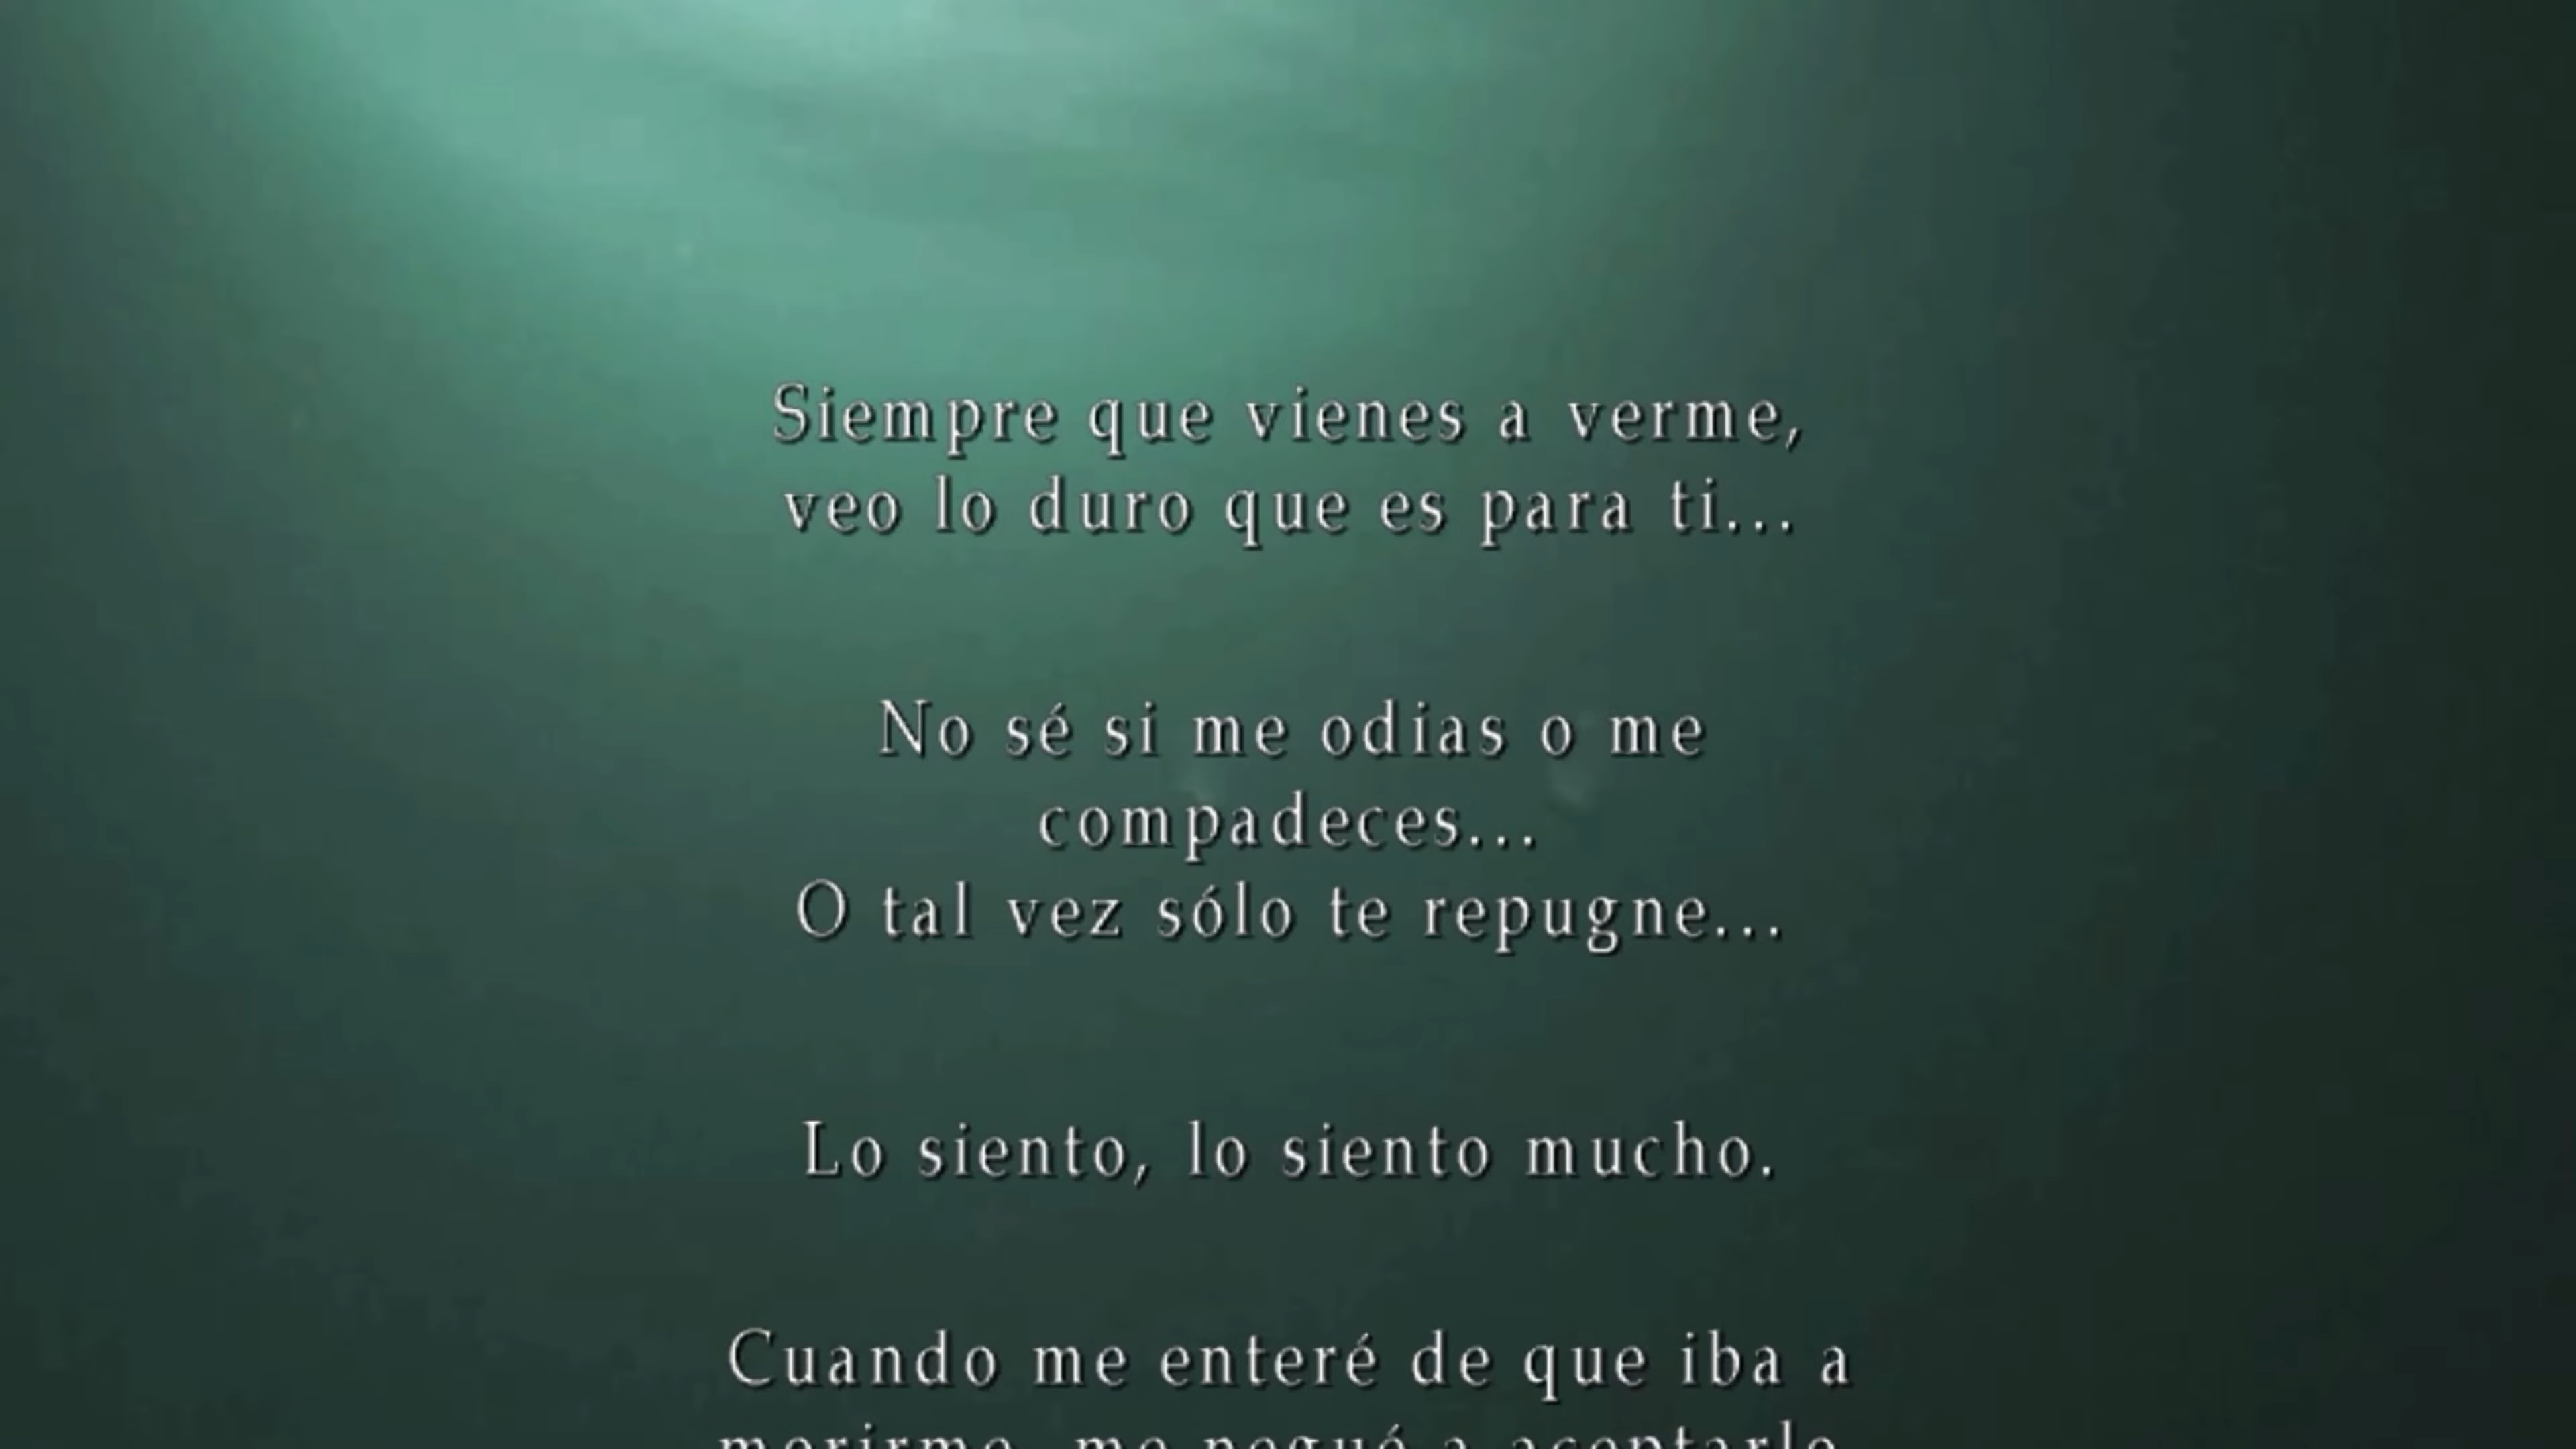 Siempre que vienes a verme,
veo lo duro que es para ti...
No sé si me odias o me
compadeces...
O tal vez sólo te repugne...
Lo siento, lo siento mucho.
Cuando me enteré de que iba a
morirme, me negué a aceptarlo